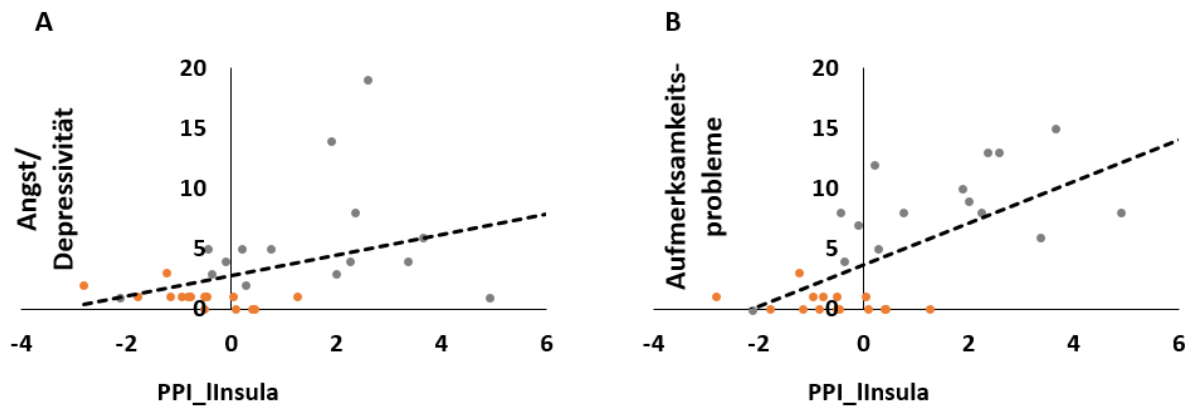 A
Angst/
Depressivität
20
15
10
5
0
-4 -2 0 2 4 6
PPI_lInsula
B
Aufmerksamkeits-
probleme
20
15
10
5
0
-4 -2 0 2 4 6
PPI_lInsula